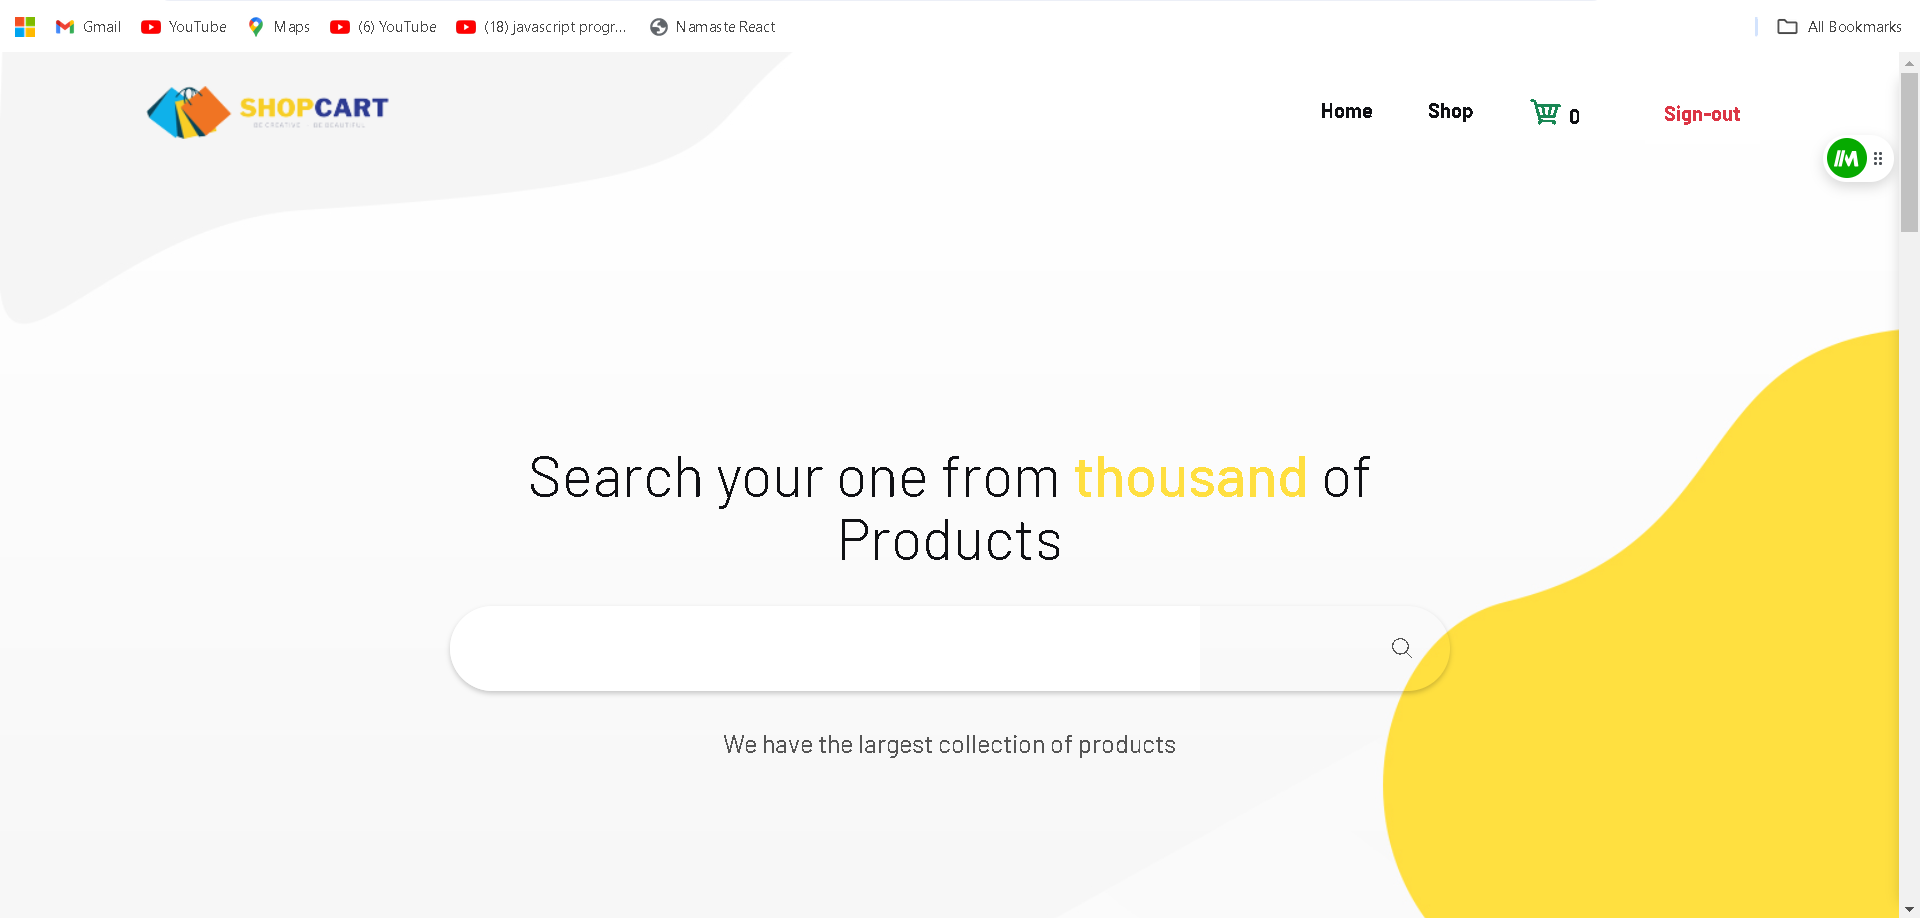 Gmail YouTube Maps (6) YouTube (18) javascript progr... Namaste React All Bookmarks
SHOPCART
BE CREATIVE BE BEAUTIFUL
Home Shop 0 Sign-out
Search your one from thousand of
Products
We have the largest collection of products